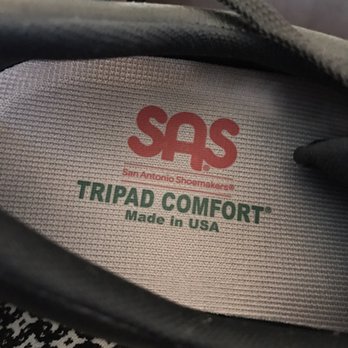 SAS
San Antonio Shoemakers®
TRIPAD COMFORT®
Made in USA